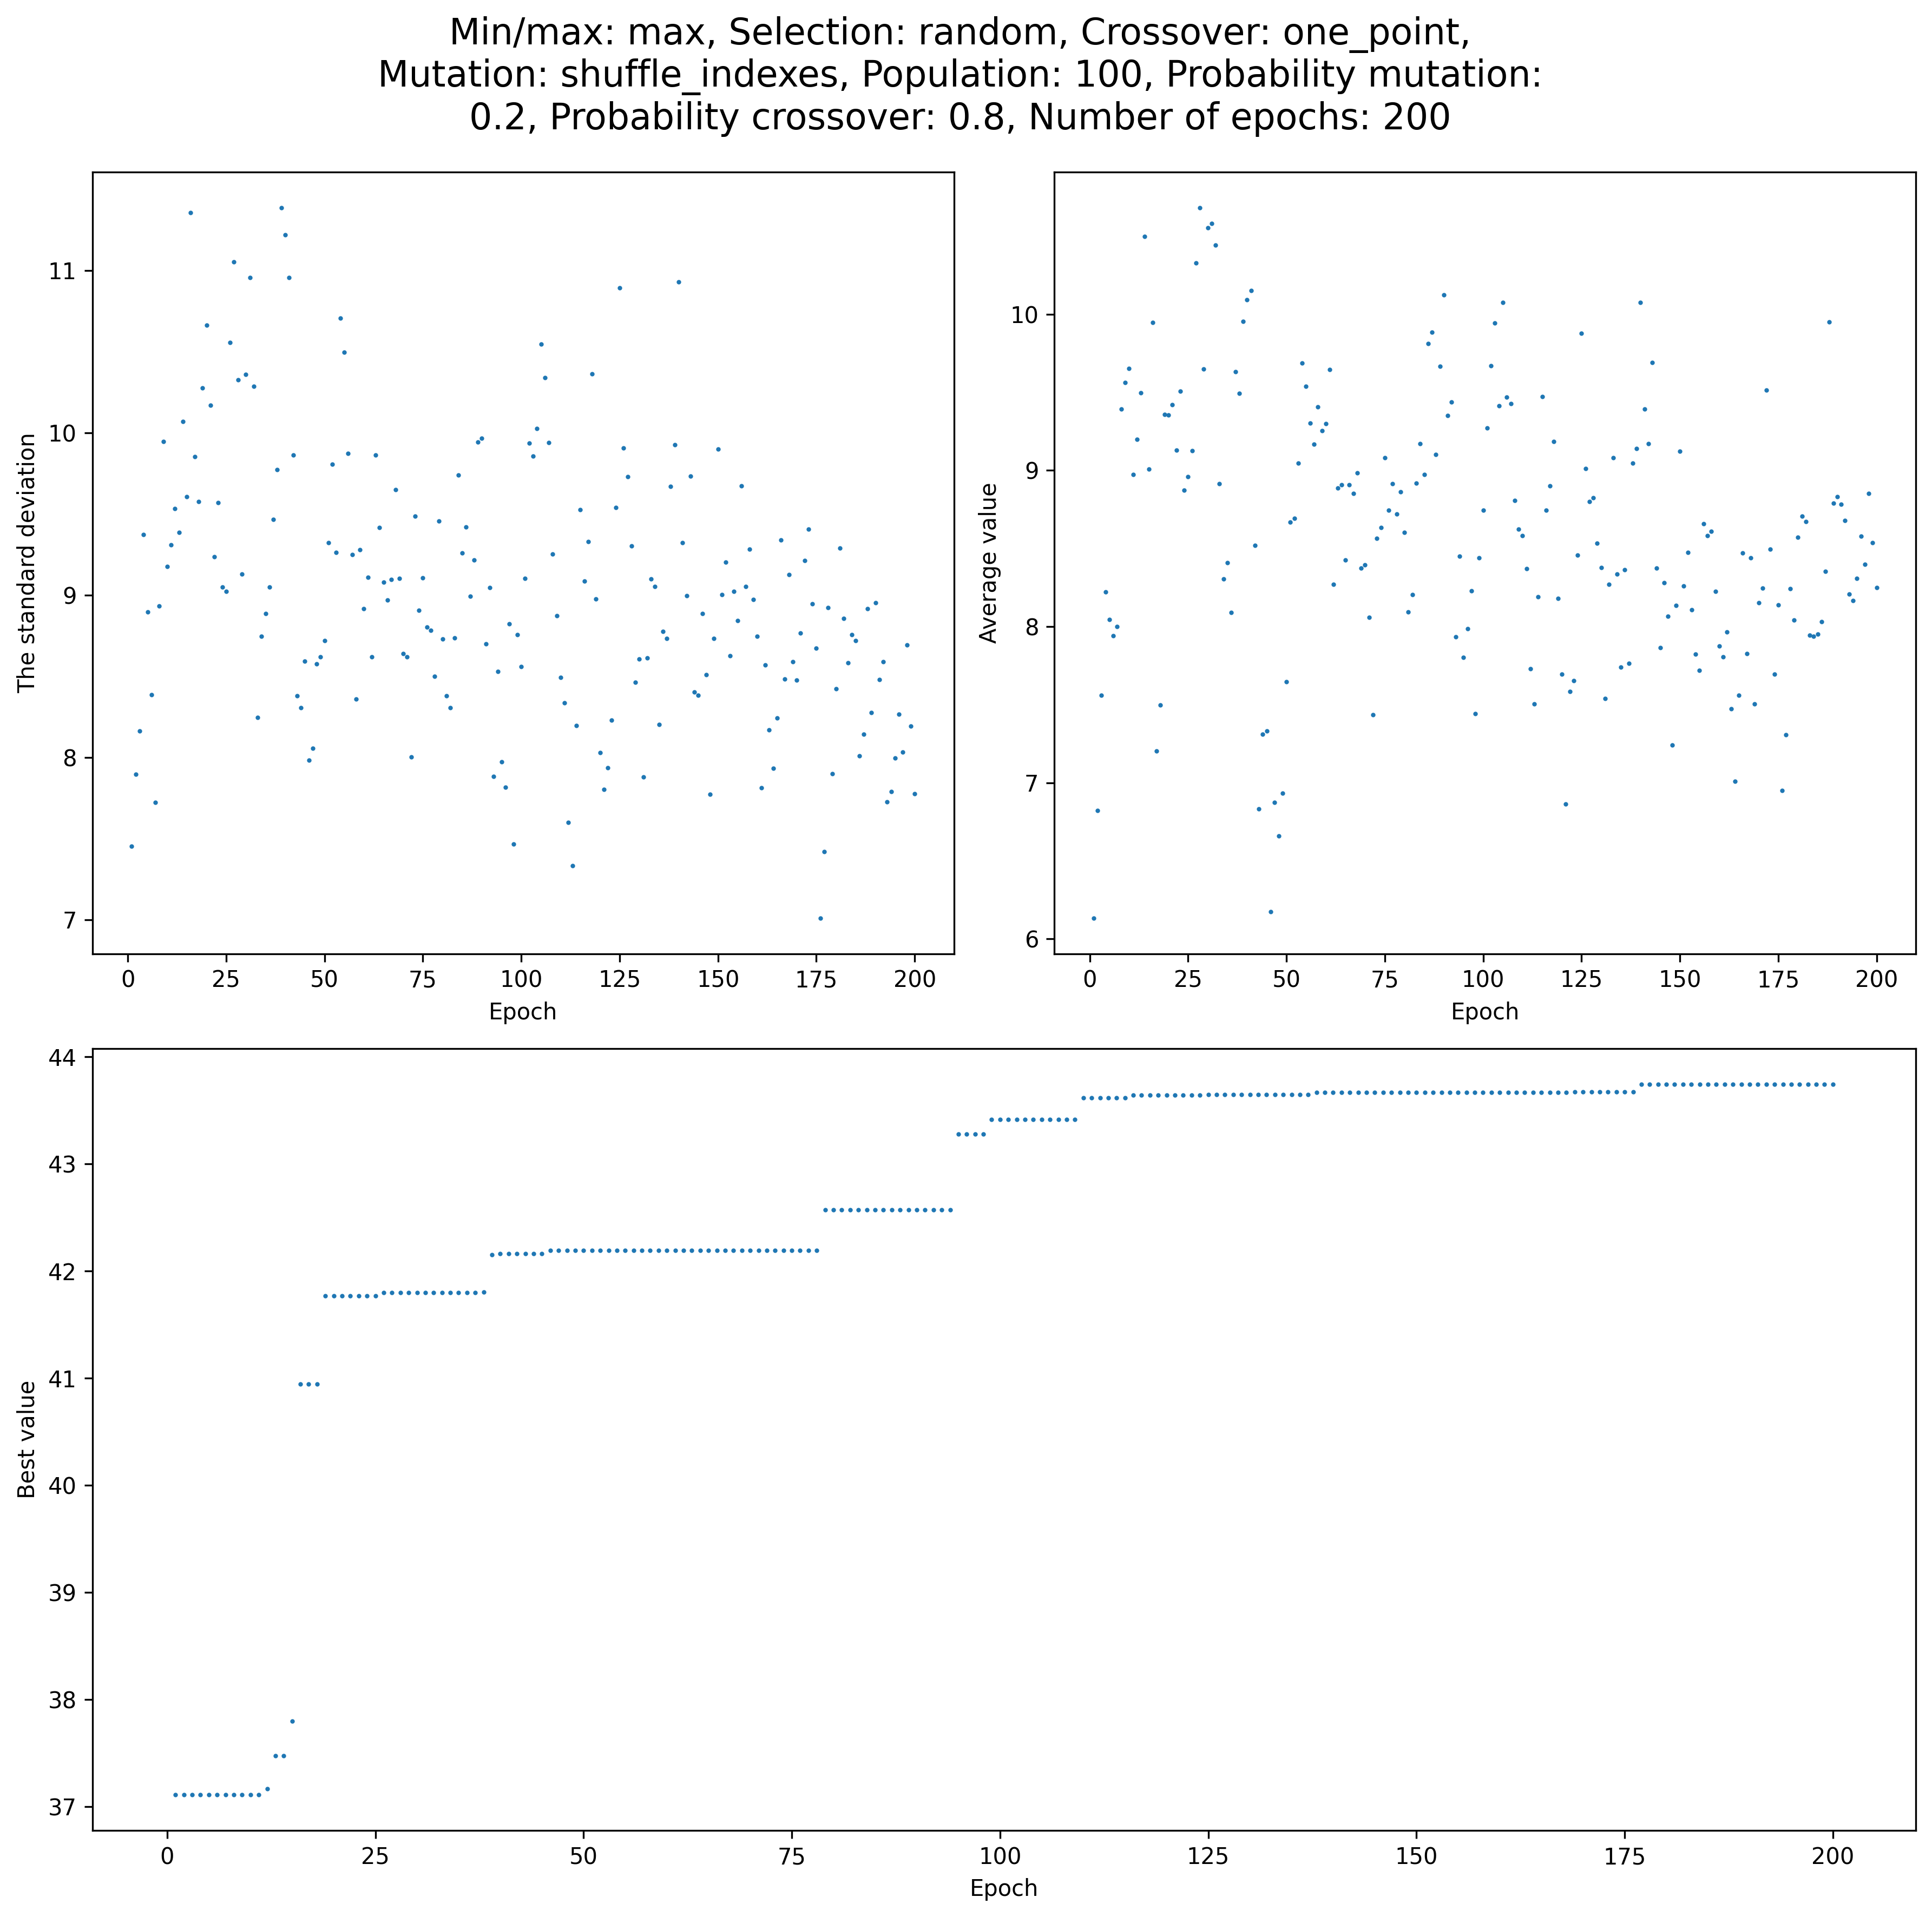 Min/max: max, Selection: random, Crossover: one_point,
Mutation: shuffle_indexes, Population: 100, Probability mutation:
0.2, Probability crossover: 0.8, Number of epochs: 200
The standard deviation
11
10
9
8
7
0 25 50 75 100 125 150 175 200
Epoch
Average value
10
9
8
7
6
0 25 50 75 100 125 150 175 200
Epoch
Best value
44
43
42
41
40
39
38
37
0 25 50 75 100 125 150 175 200
Epoch